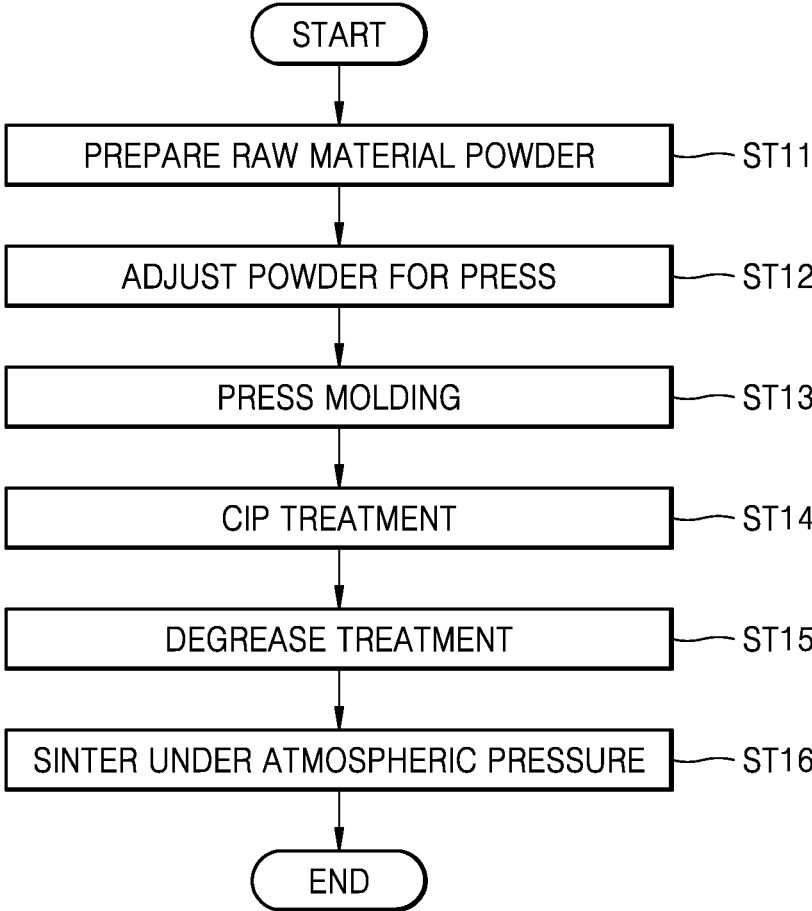 START
PREPARE RAW MATERIAL POWDER ST11
ADJUST POWDER FOR PRESS ST12
PRESS MOLDING ST13
CIP TREATMENT ST14
DEGREASE TREATMENT ST15
SINTER UNDER ATMOSPHERIC PRESSURE ST16
END